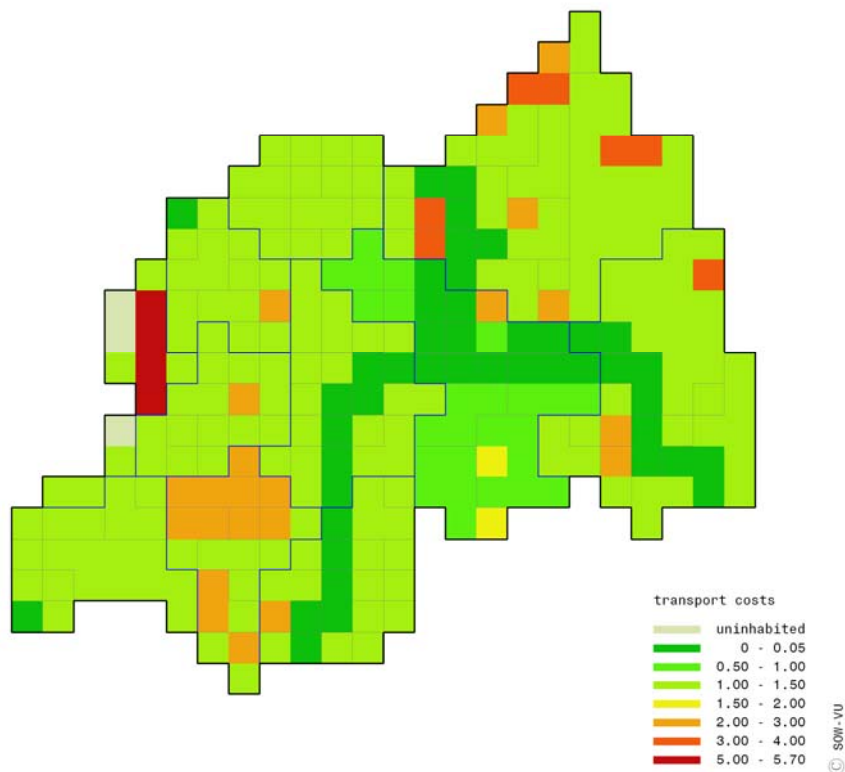 transport costs
uninhabited
0 - 0.05
0.50 - 1.00
1.00 - 1.50
1.50 - 2.00
2.00 - 3.00
3.00 - 4.00
5.00 - 5.70
© SOW-VU